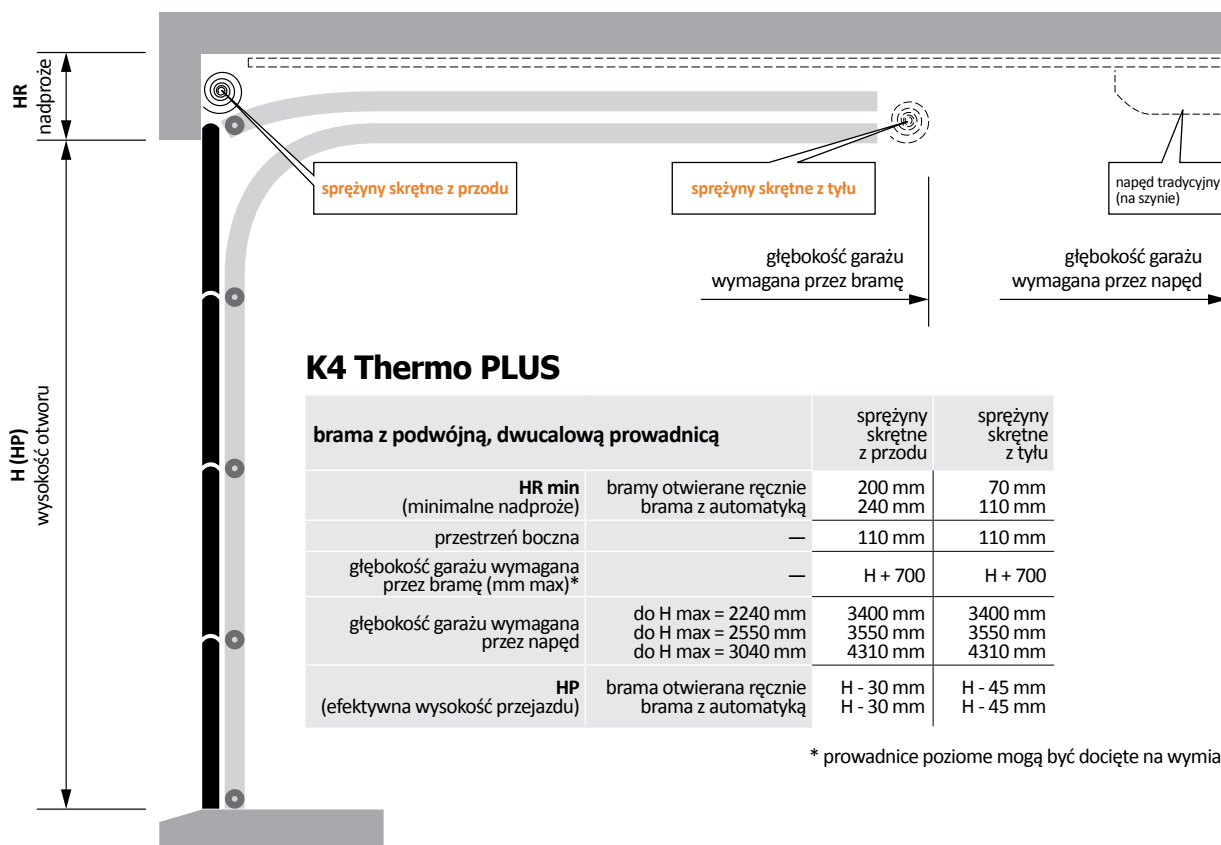 HR
nadproże
sprężyny skrętne z przodu
sprężyny skrętne z tyłu
napęd tradycyjny
(na szynie)
głębokość garażu
wymagana przez bramę
głębokość garażu
wymagana przez napęd
H (HP)
wysokość otworu
K4 Thermo PLUS
brama z podwójną, dwucalową prowadnicą
sprężyny
skrętne
z przodu
sprężyny
skrętne
z tyłu
HR min
(minimalne nadproże)
bramy otwierane ręcznie 200 mm 70 mm
brama z automatyką 240 mm 110 mm
przestrzeń boczna — 110 mm 110 mm
głębokość garażu wymagana
przez bramę (mm max)* — H + 700 H + 700
głębokość garażu wymagana
przez napęd
do H max = 2240 mm 3400 mm 3400 mm
do H max = 2550 mm 3550 mm 3550 mm
do H max = 3040 mm 4310 mm 4310 mm
HP
(efektywna wysokość przejazdu)
brama otwierana ręcznie H - 30 mm H - 45 mm
brama z automatyką H - 30 mm H - 45 mm
* prowadnice poziome mogą być docięte na wymia